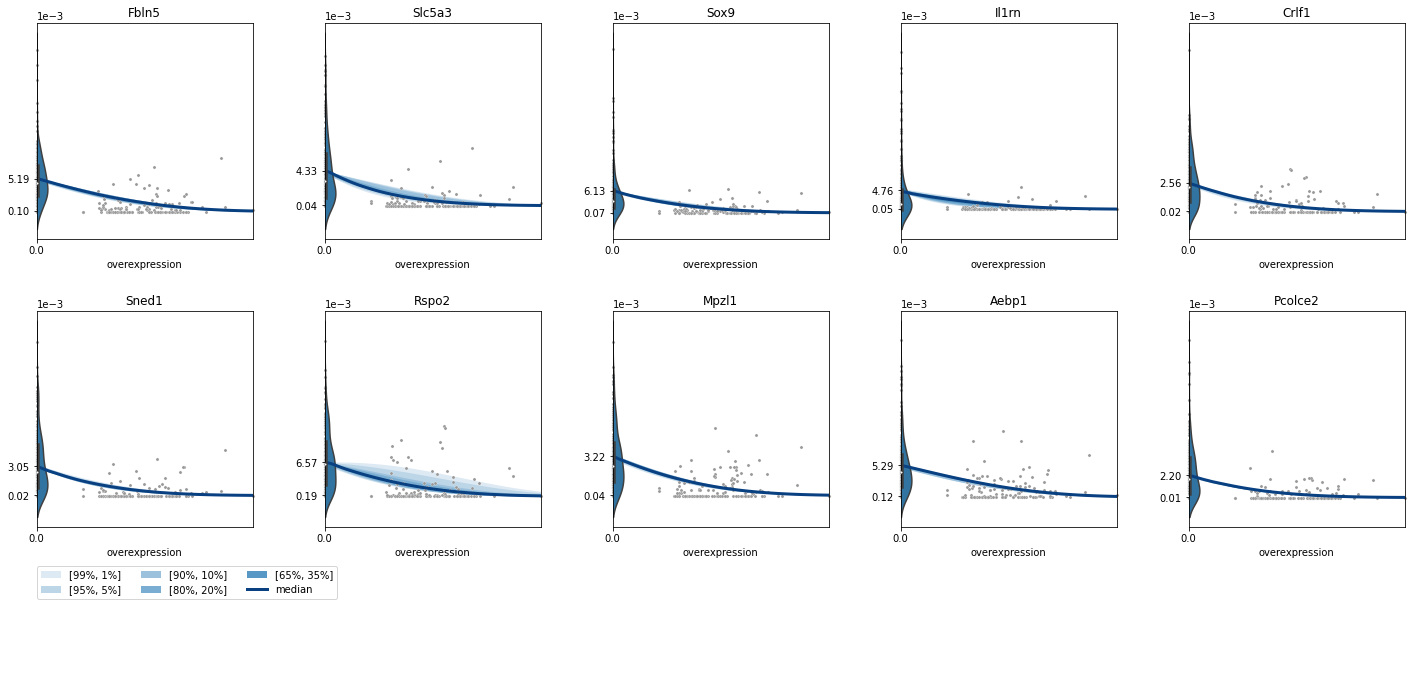 Fbln5 Slc5a3 Sox9 Il1rn Crlf1
1e−3 1e−3 1e−3 1e−3 1e−3
5.19 4.33 6.13 4.76 2.56
0.10 0.04 0.07 0.05 0.02
0.0 0.0 0.0 0.0 0.0
overexpression overexpression overexpression overexpression overexpression
Sned1 Rspo2 Mpzl1 Aebp1 Pcolce2
1e−3 1e−3 1e−3 1e−3 1e−3
3.05 6.57 3.22 5.29 2.20
0.02 0.19 0.04 0.12 0.01
0.0 0.0 0.0 0.0 0.0
overexpression overexpression overexpression overexpression overexpression
[99%, 1%] [90%, 10%] [65%, 35%]
[95%, 5%] [80%, 20%] median